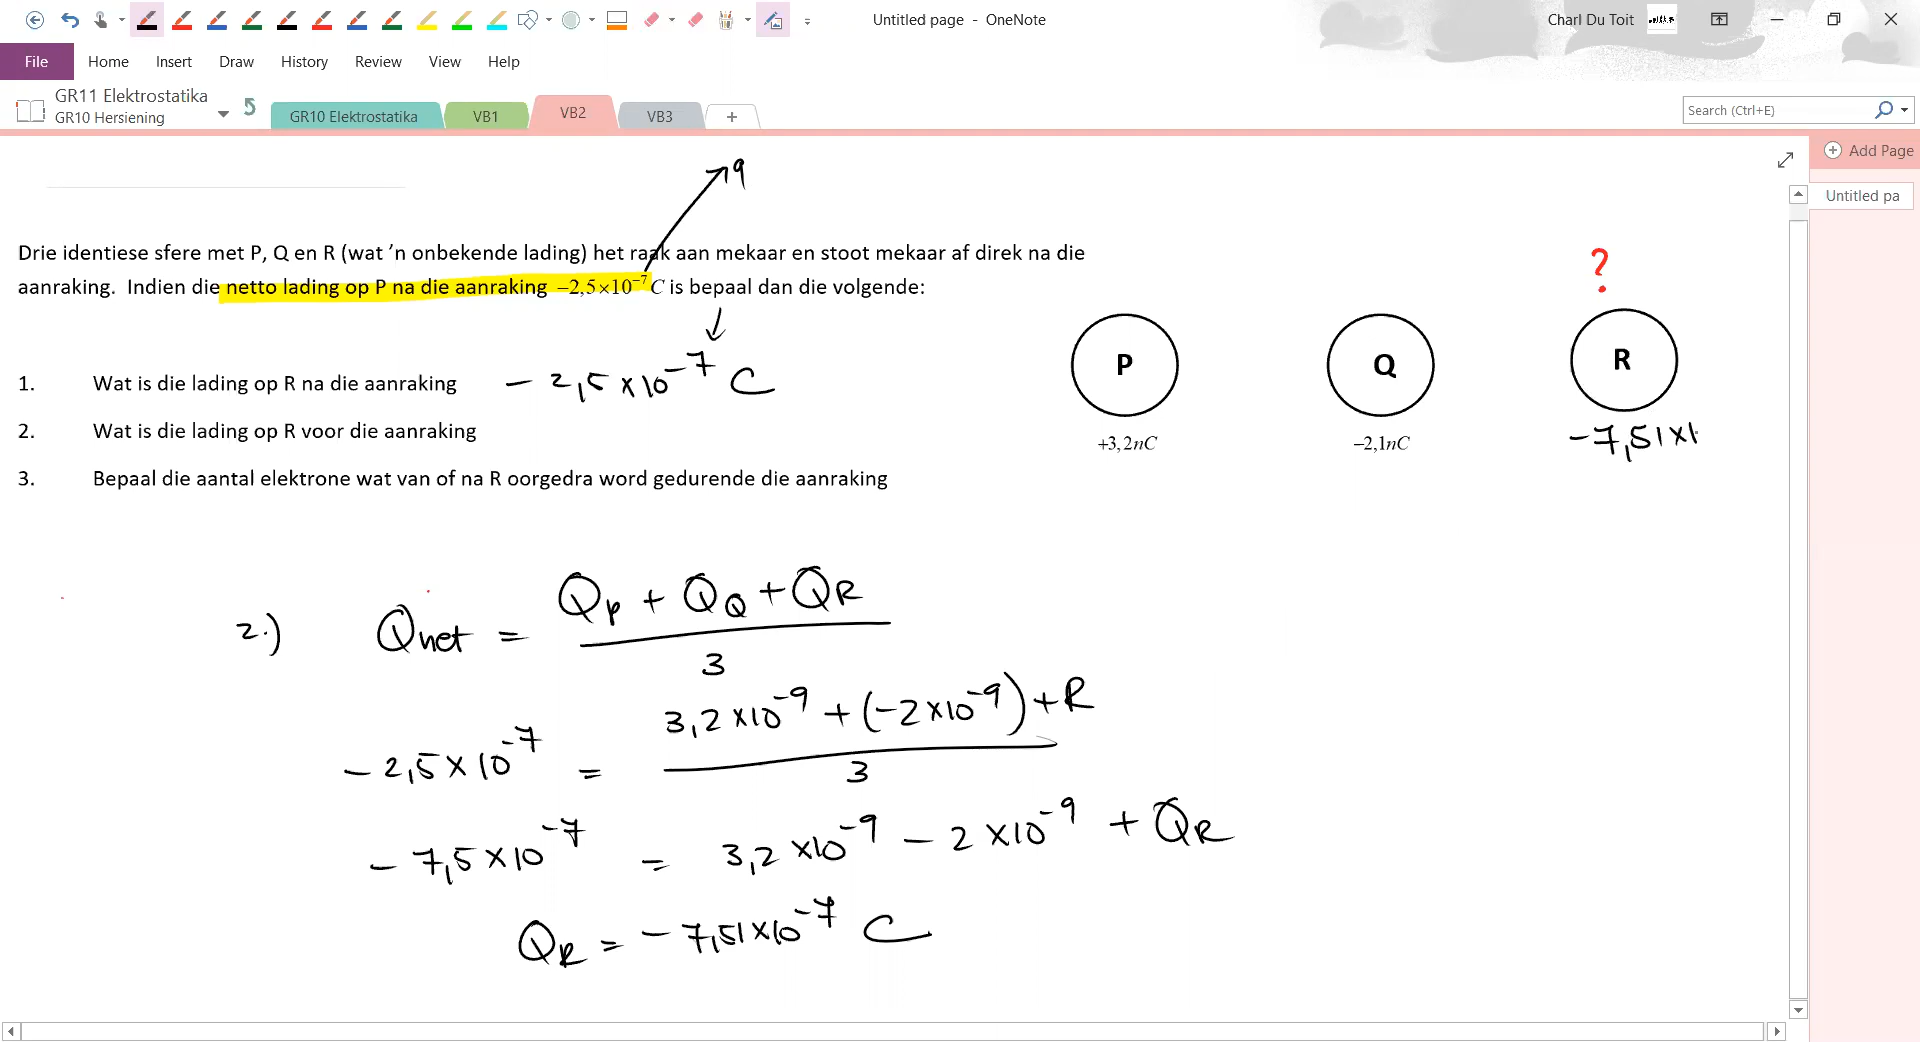 Untitled page - OneNote
Charl Du Toit
File Home Insert Draw History Review View Help
GR11 Elektrostatika
GR10 Hersiening
GR10 Elektrostatika VB1 VB2 VB3 +
Search (Ctrl+E)
Add Page
Untitled pa
Drie identiese sfere met P, Q en R (wat 'n onbekende lading) het raak aan mekaar en stoot mekaar af direk na die
aanraking. Indien die netto lading op P na die aanraking −2,5×10⁻⁷C is bepaal dan die volgende:
1. Wat is die lading op R na die aanraking − 2,5 × 10⁻⁷ C
2. Wat is die lading op R voor die aanraking
3. Bepaal die aantal elektrone wat van of na R oorgedra word gedurende die aanraking
?
P Q R
+3,2nC −2,1nC −7,51×1
2.) Qnet = QP + QQ + QR
3
−2,5×10⁻⁷ = 3,2×10⁻⁹ + (−2×10⁻⁹) + R
3
−7,5×10⁻⁷ = 3,2×10⁻⁹ − 2×10⁻⁹ + QR
QR = −7,51×10⁻⁷ C